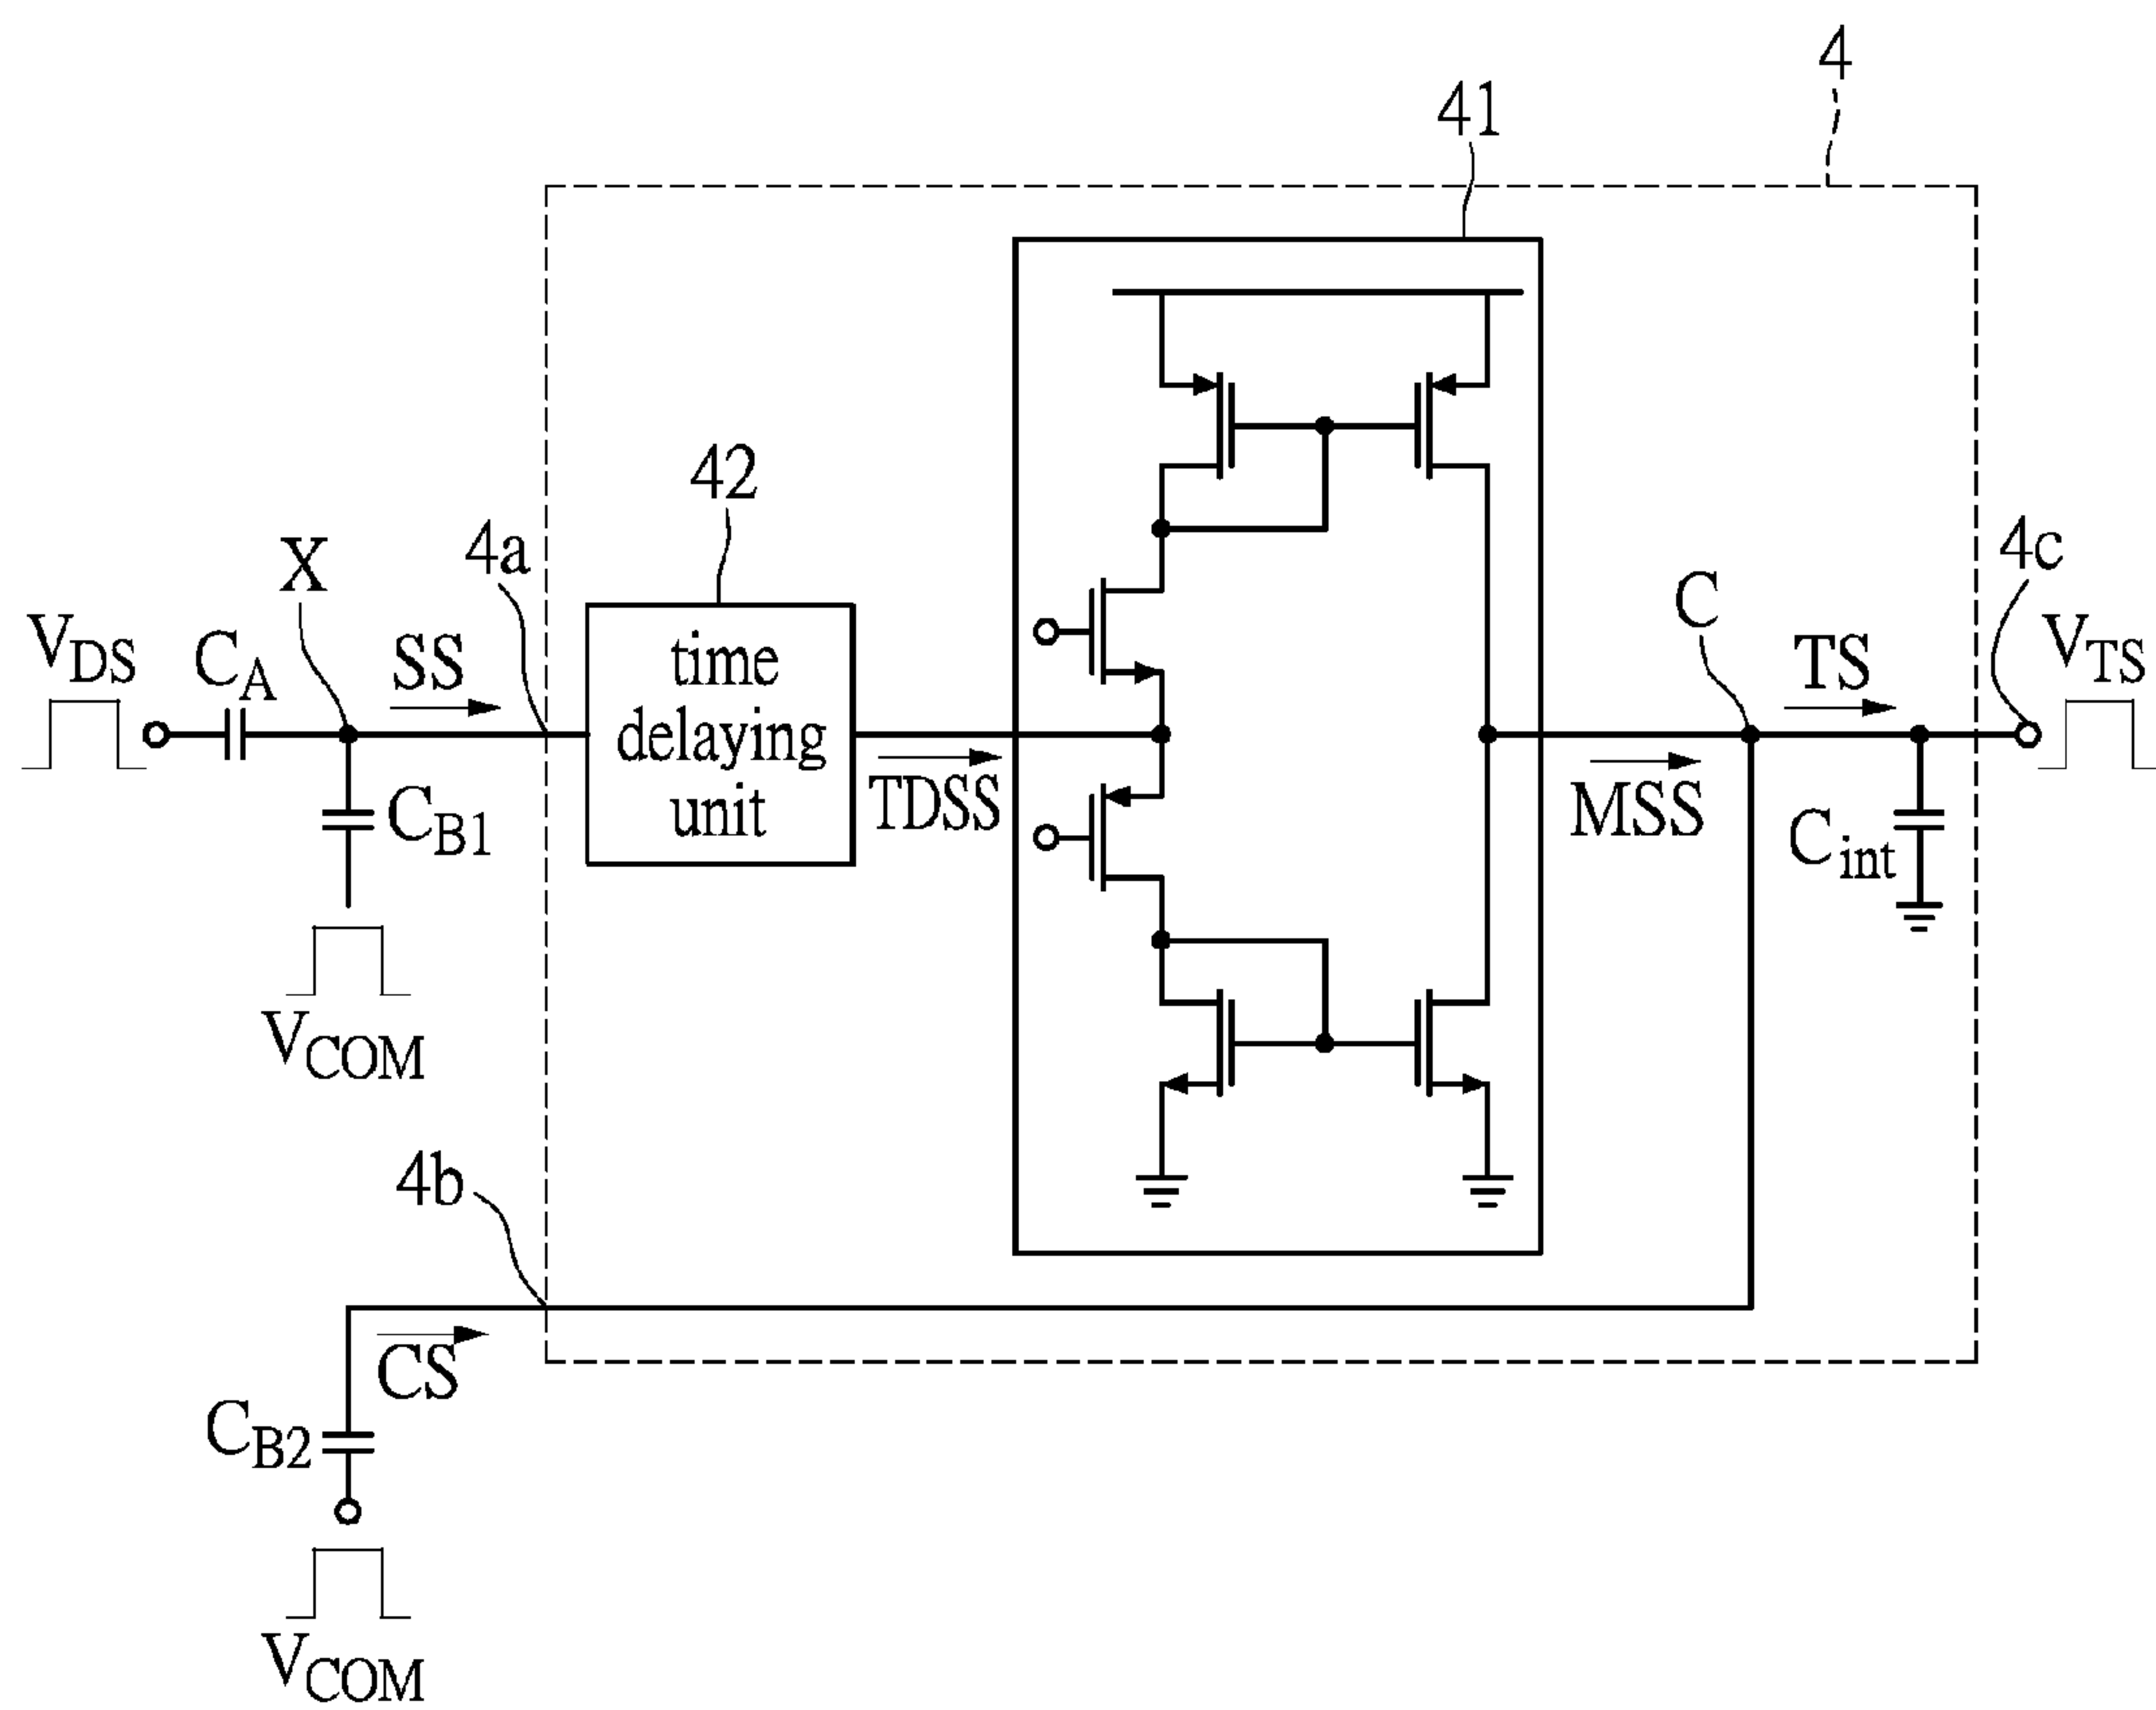 4
41
42
4a
X
SS
V_DS
C_A
time
delaying
unit
TDSS
C
TS
4c
V_TS
MSS
C_int
C_B1
V_COM
4b
CS
C_B2
V_COM